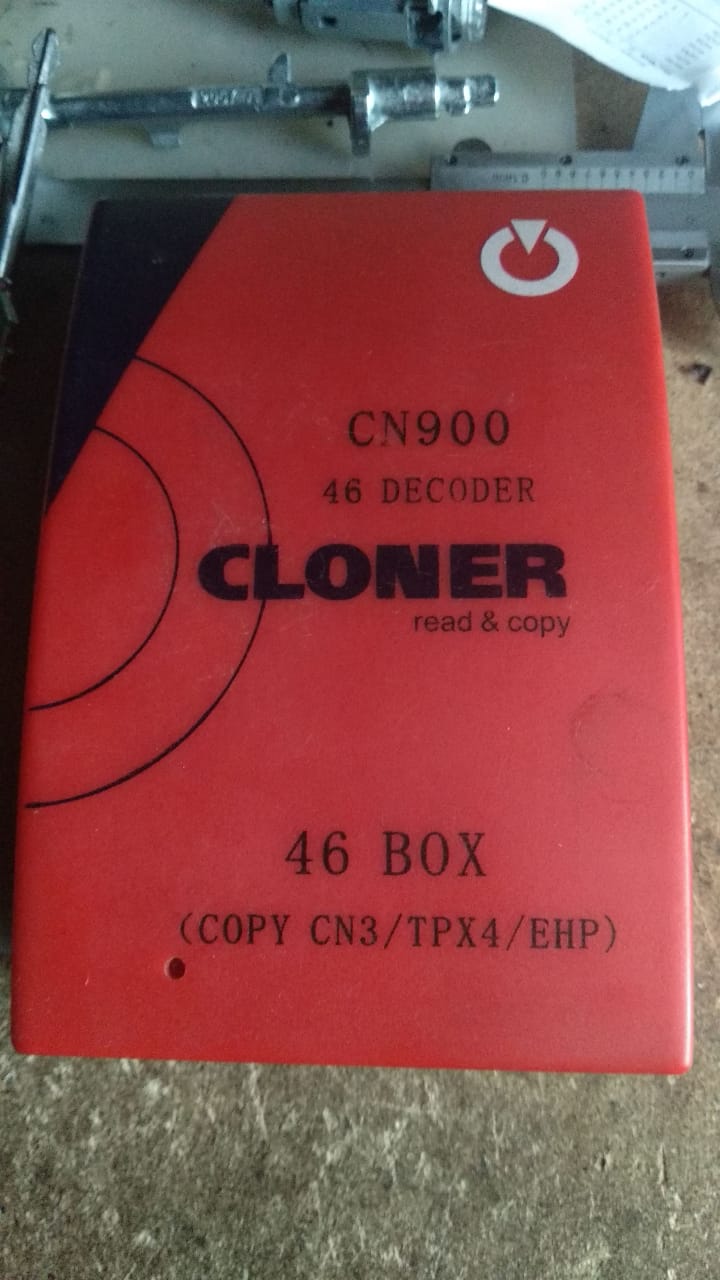 CN900
46 DECODER
CLONER
read & copy
46 BOX
(COPY CN3/TPX4/EHP)